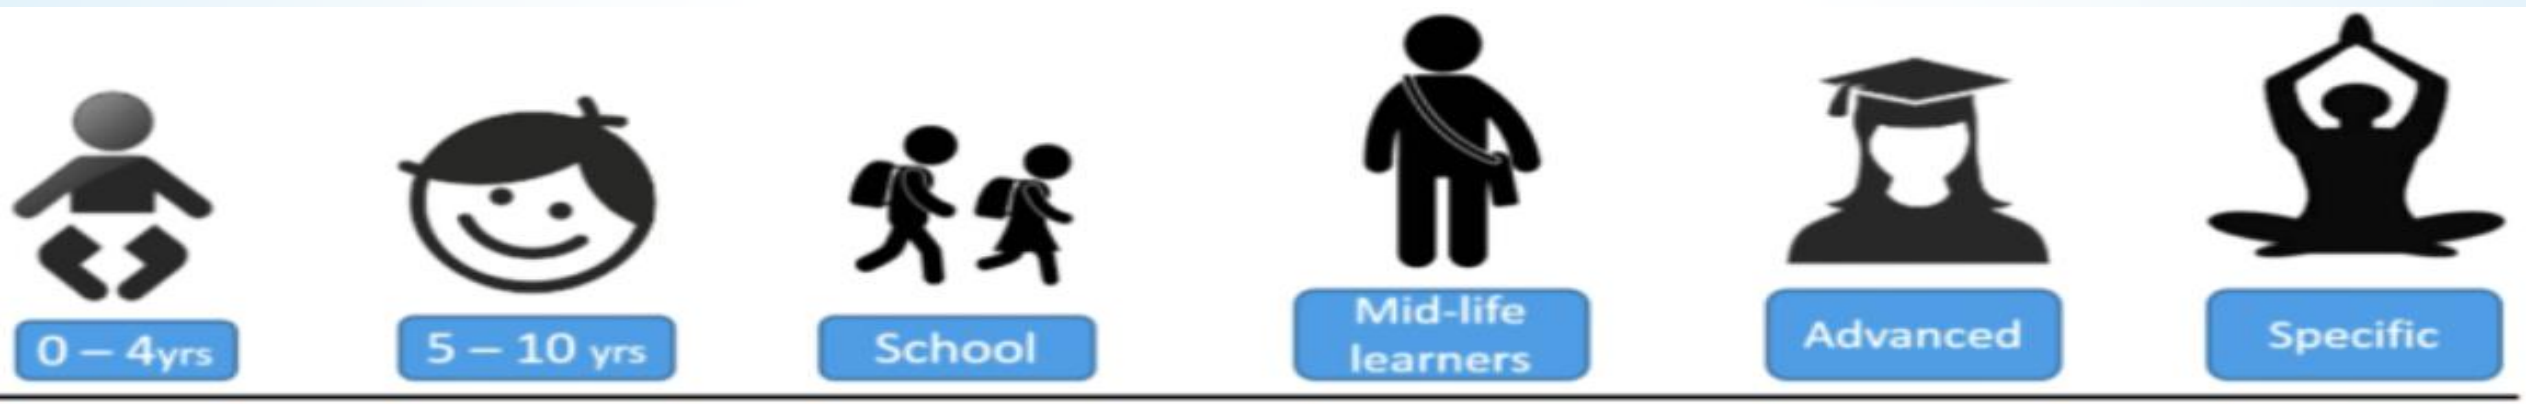 0 – 4yrs
5 – 10 yrs
School
Mid-life
learners
Advanced
Specific